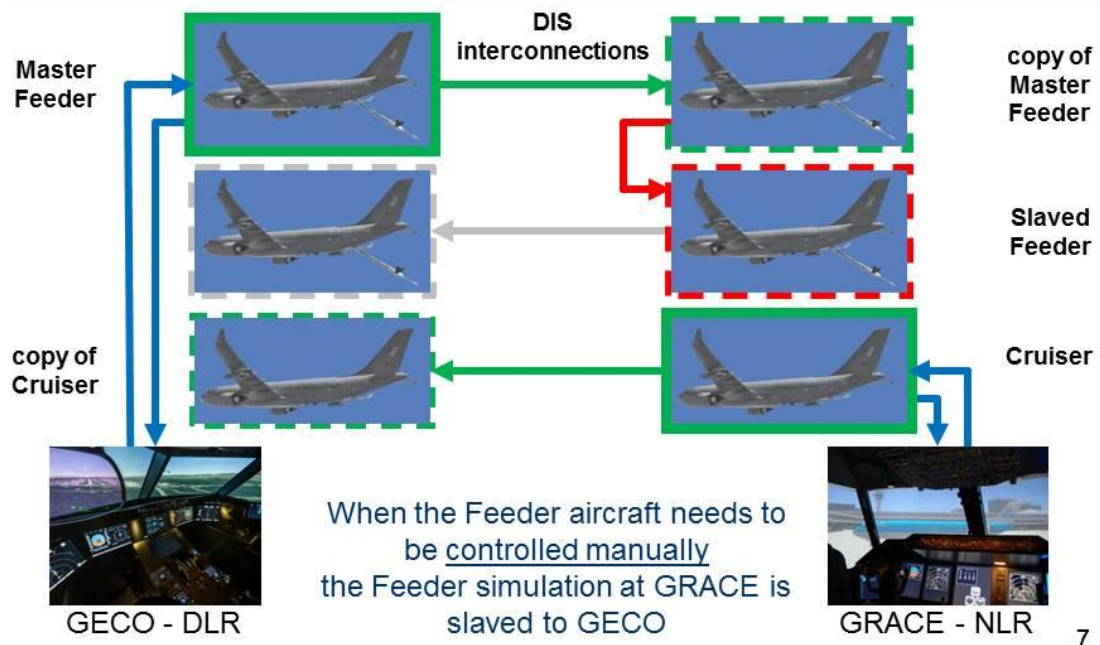 DIS
interconnections
Master
Feeder
copy of
Master
Feeder
Slaved
Feeder
copy of
Cruiser
Cruiser
When the Feeder aircraft needs to
be controlled manually
the Feeder simulation at GRACE is
slaved to GECO
GECO - DLR
GRACE - NLR
7